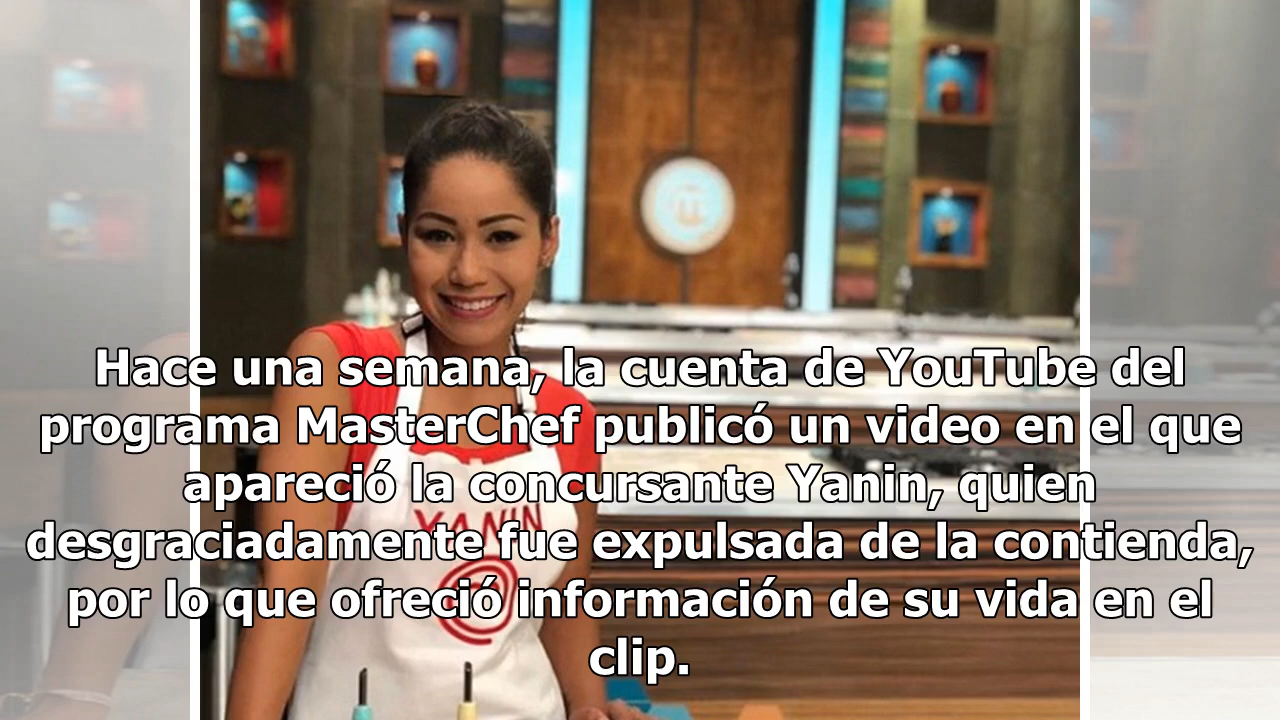 Hace una semana, la cuenta de YouTube del
programa MasterChef publicó un video en el que
apareció la concursante Yanin, quien
desgraciadamente fue expulsada de la contienda,
por lo que ofreció información de su vida en el
clip.
YANIN